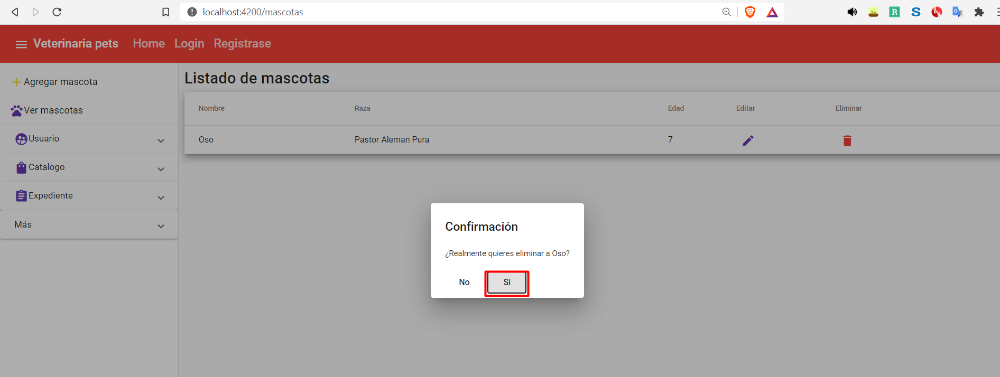 localhost:4200/mascotas
Veterinaria pets Home Login Registrase
Agregar mascota
Ver mascotas
Usuario
Catalogo
Expediente
Más
Listado de mascotas
Nombre Raza Edad Editar Eliminar
Oso Pastor Aleman Pura 7
Confirmación
¿Realmente quieres eliminar a Oso?
No Sí